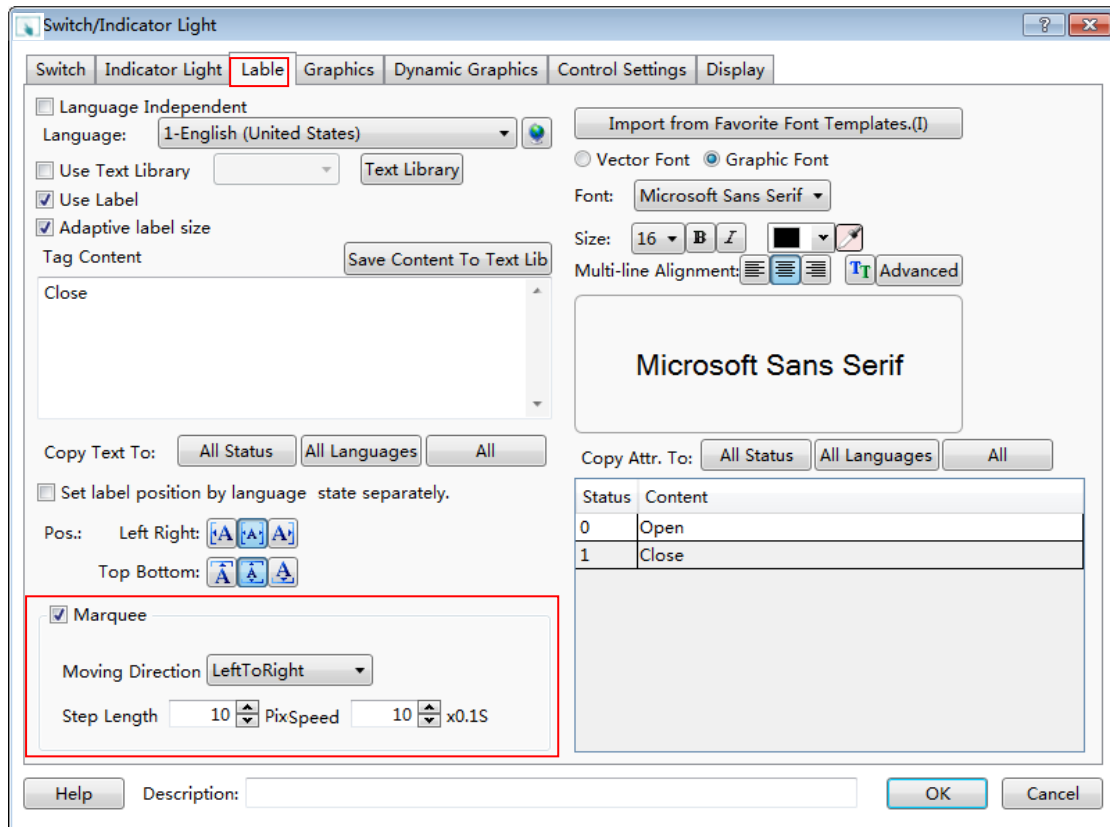 Switch/Indicator Light
Switch Indicator Light Lable Graphics Dynamic Graphics Control Settings Display
Language Independent
Language: 1-English (United States)
Use Text Library Text Library
Use Label
Adaptive label size
Tag Content Save Content To Text Lib
Close
Copy Text To: All Status All Languages All
Set label position by language state separately.
Pos.: Left Right: A A A
Top Bottom: A A A
Marquee
Moving Direction LeftToRight
Step Length 10 Pix Speed 10 x0.1S
Import from Favorite Font Templates.(I)
Vector Font Graphic Font
Font: Microsoft Sans Serif
Size: 16 B I
Multi-line Alignment: TT Advanced
Microsoft Sans Serif
Copy Attr. To: All Status All Languages All
Status Content
0 Open
1 Close
Help Description: OK Cancel